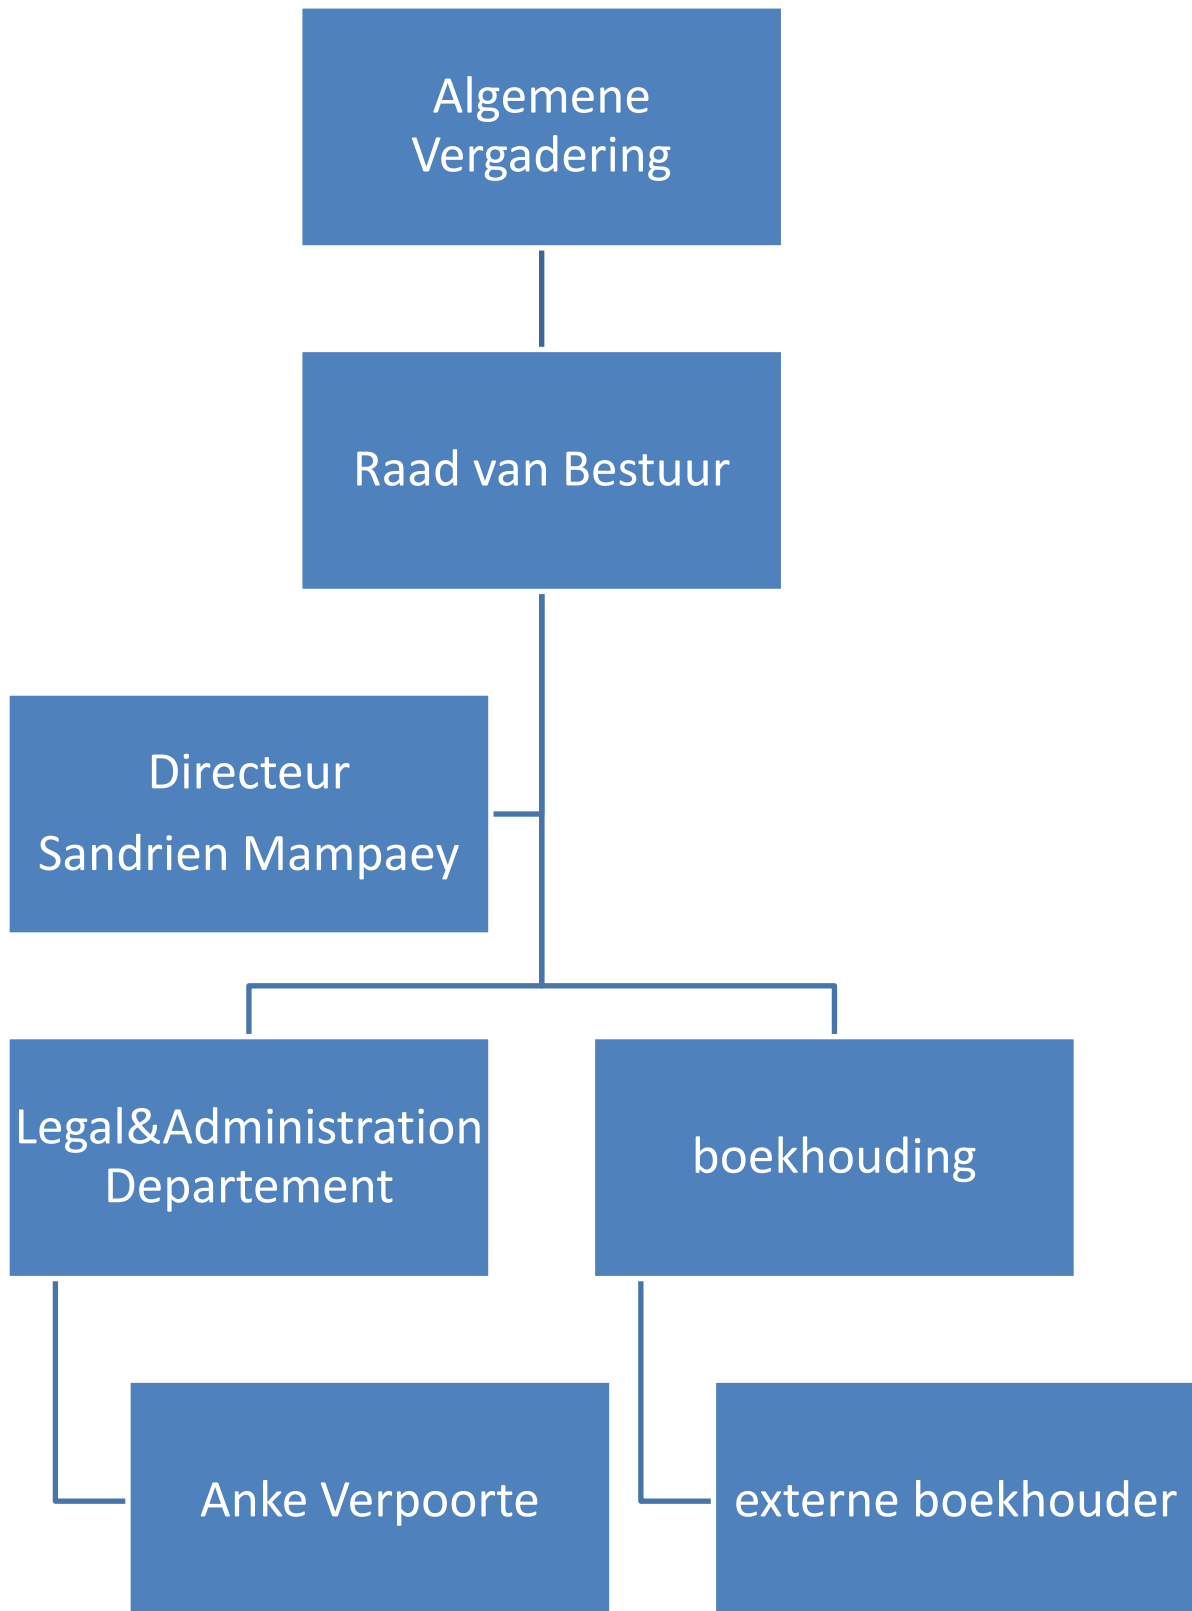 Algemene
Vergadering
Raad van Bestuur
Directeur
Sandrien Mampaey
Legal&Administration
Departement
boekhouding
Anke Verpoorte
externe boekhouder